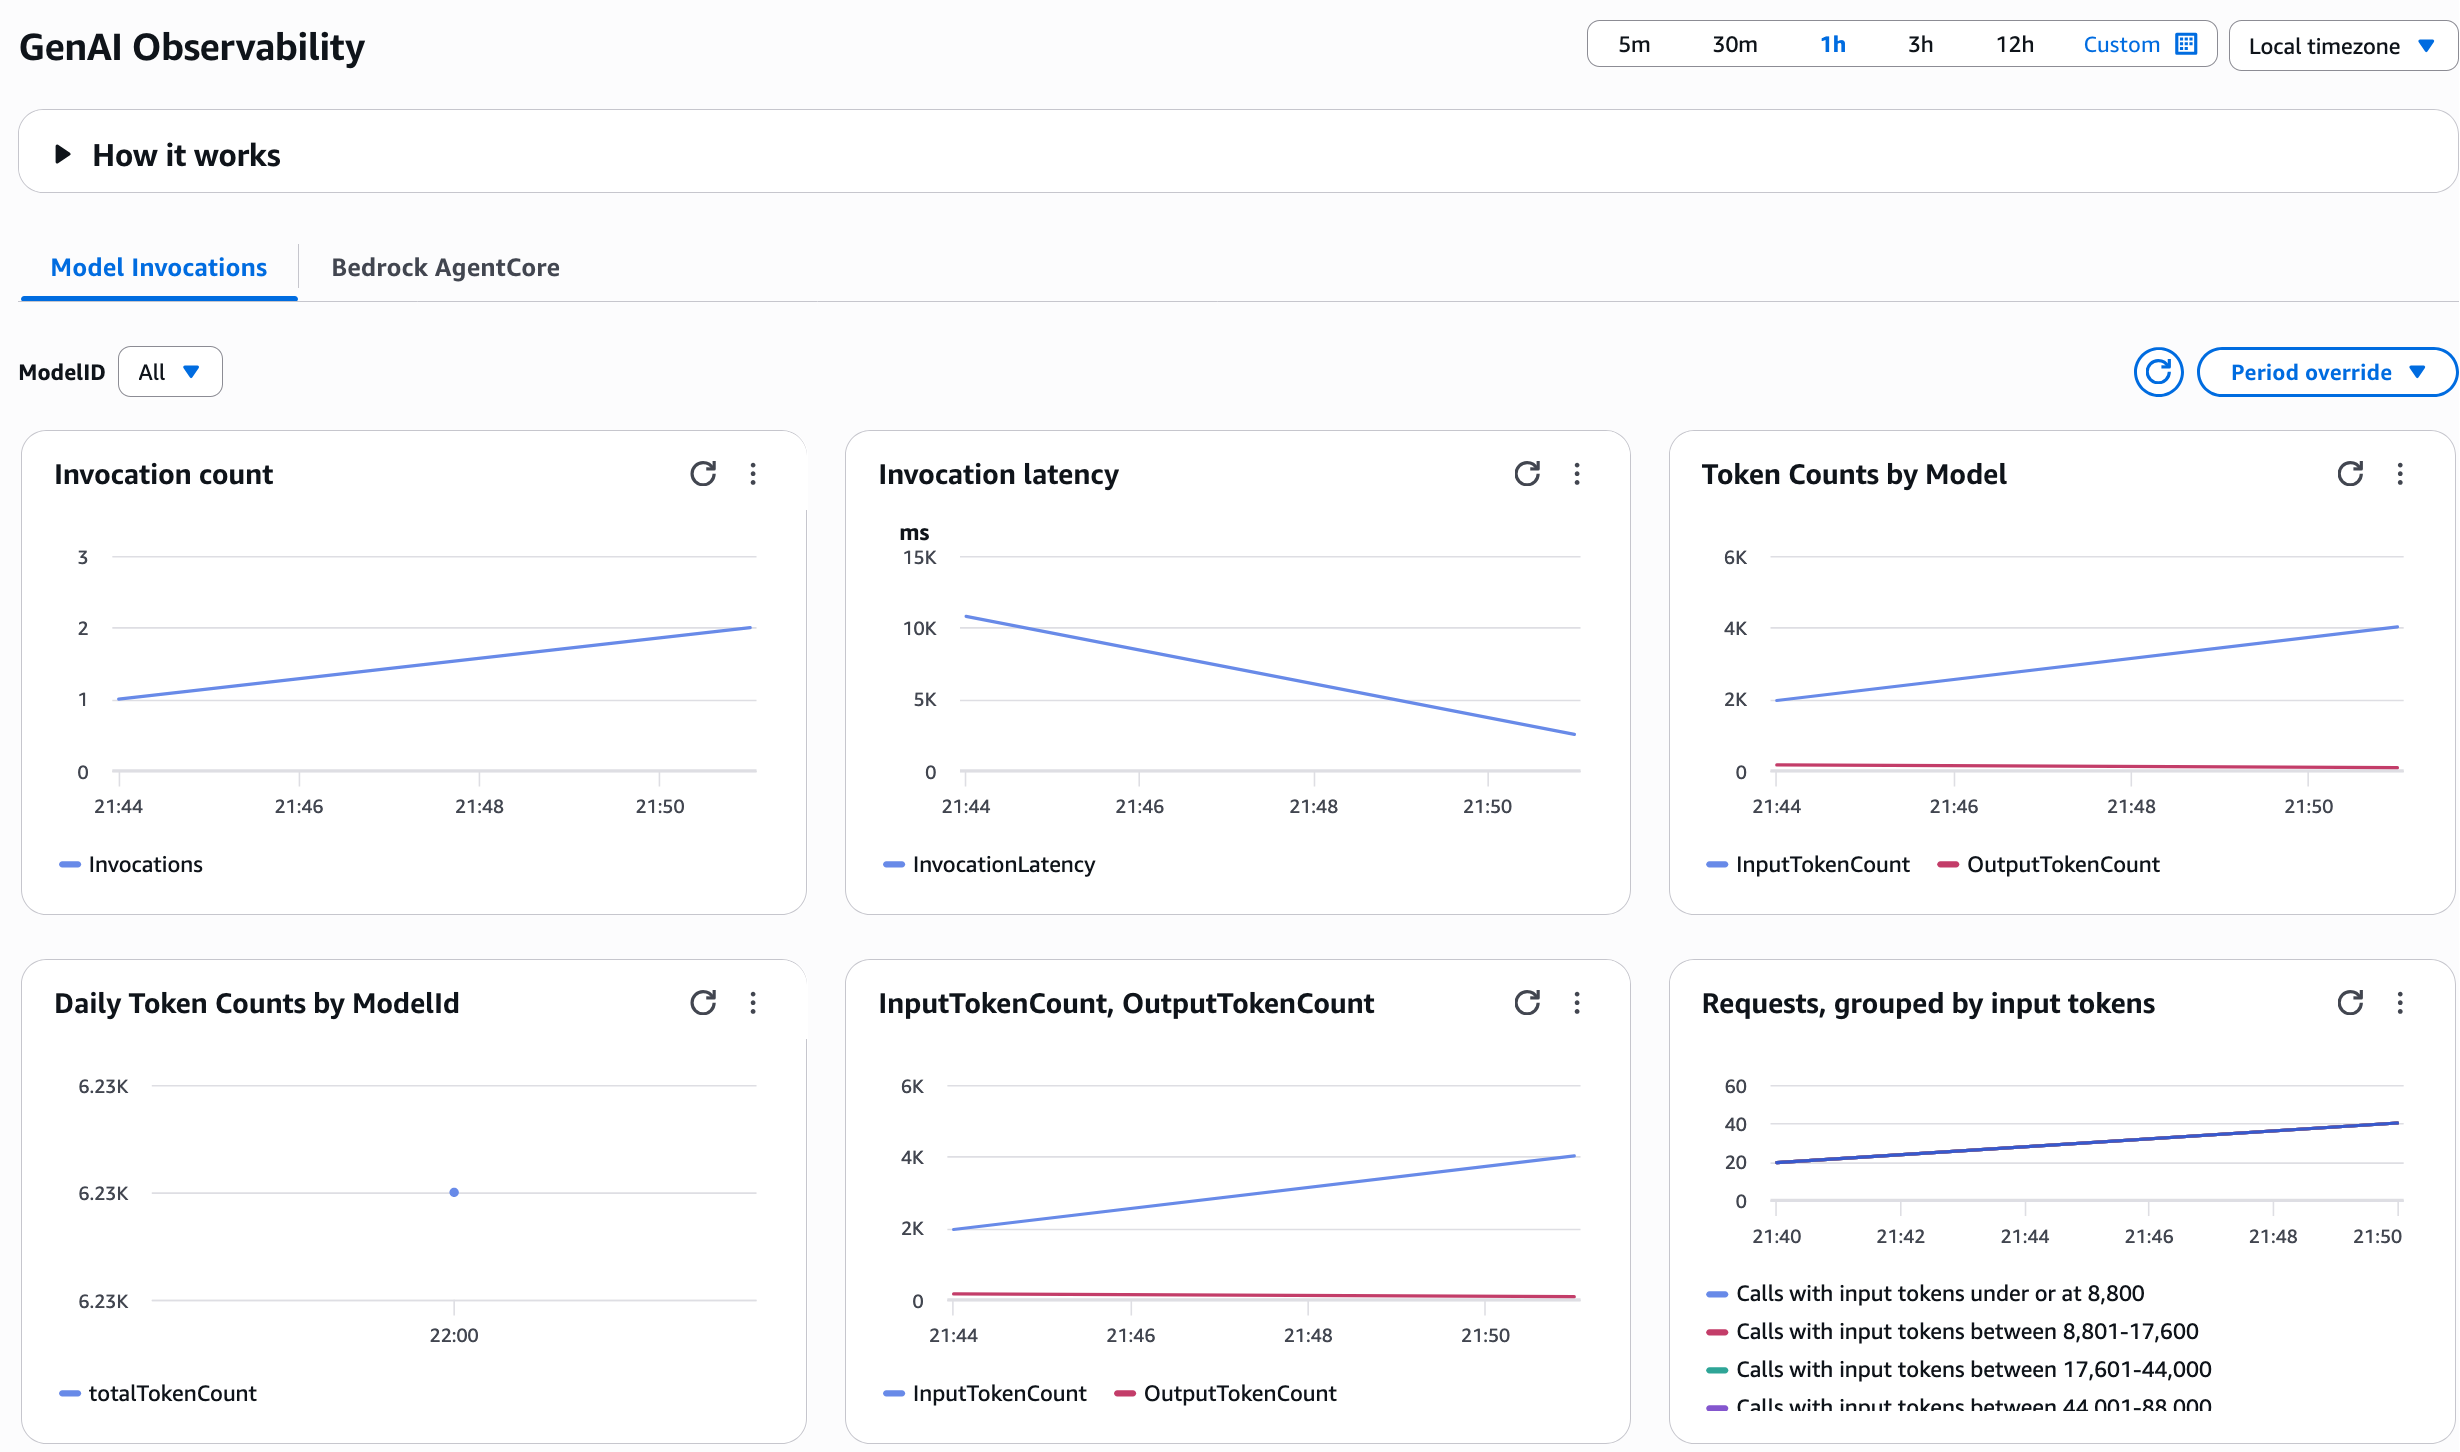 GenAI Observability
5m 30m 1h 3h 12h Custom
Local timezone
How it works
Model Invocations
Bedrock AgentCore
ModelID
All
Period override
Invocation count
3
2
1
0
21:44 21:46 21:48 21:50
Invocations
Invocation latency
ms
15K
10K
5K
0
21:44 21:46 21:48 21:50
InvocationLatency
Token Counts by Model
6K
4K
2K
0
21:44 21:46 21:48 21:50
InputTokenCount OutputTokenCount
Daily Token Counts by ModelId
6.23K
6.23K
6.23K
22:00
totalTokenCount
InputTokenCount, OutputTokenCount
6K
4K
2K
0
21:44 21:46 21:48 21:50
InputTokenCount OutputTokenCount
Requests, grouped by input tokens
60
40
20
0
21:40 21:42 21:44 21:46 21:48 21:50
Calls with input tokens under or at 8,800
Calls with input tokens between 8,801-17,600
Calls with input tokens between 17,601-44,000
Calls with input tokens between 44,001-88,000